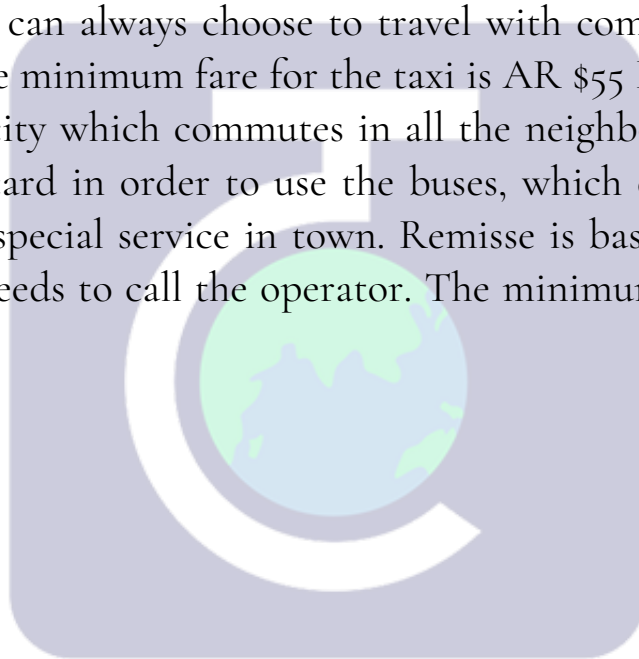 can always choose to travel with com
e minimum fare for the taxi is AR $55
ity which commutes in all the neighb
ard in order to use the buses, which
special service in town. Remisse is bas
eeds to call the operator. The minimu